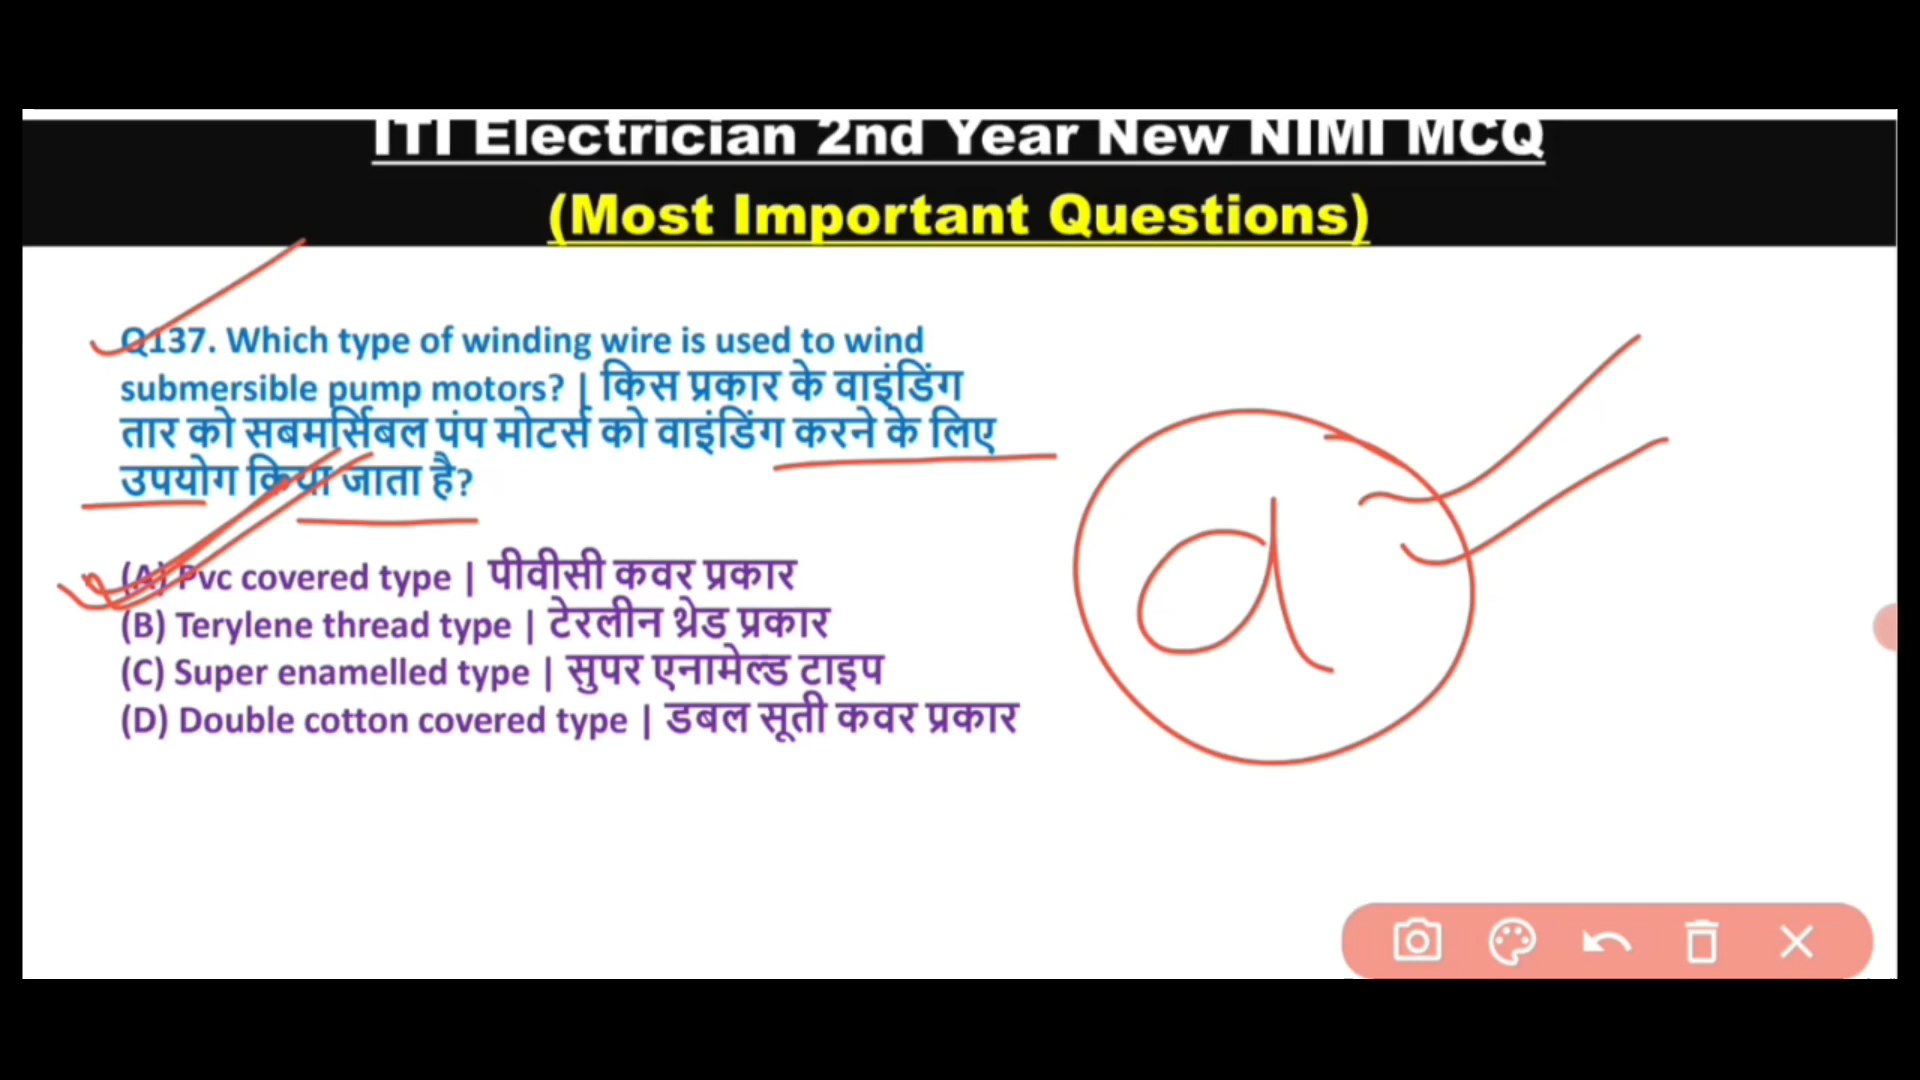 ITI Electrician 2nd Year New NIMI MCQ
(Most Important Questions)
Q137. Which type of winding wire is used to wind
submersible pump motors? | किस प्रकार के वाइंडिंग
तार को सबमर्सिबल पंप मोटर्स को वाइंडिंग करने के लिए
उपयोग किया जाता है?
(A) Pvc covered type | पीवीसी कवर प्रकार
(B) Terylene thread type | टेरलीन थ्रेड प्रकार
(C) Super enamelled type | सुपर एनामेल्ड टाइप
(D) Double cotton covered type | डबल सूती कवर प्रकार
a